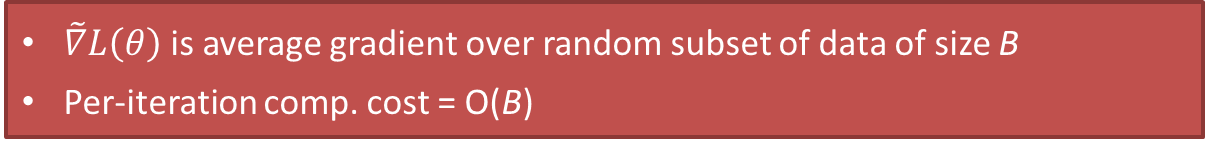 • ∇̃L(θ) is average gradient over random subset of data of size B
• Per-iteration comp. cost = O(B)